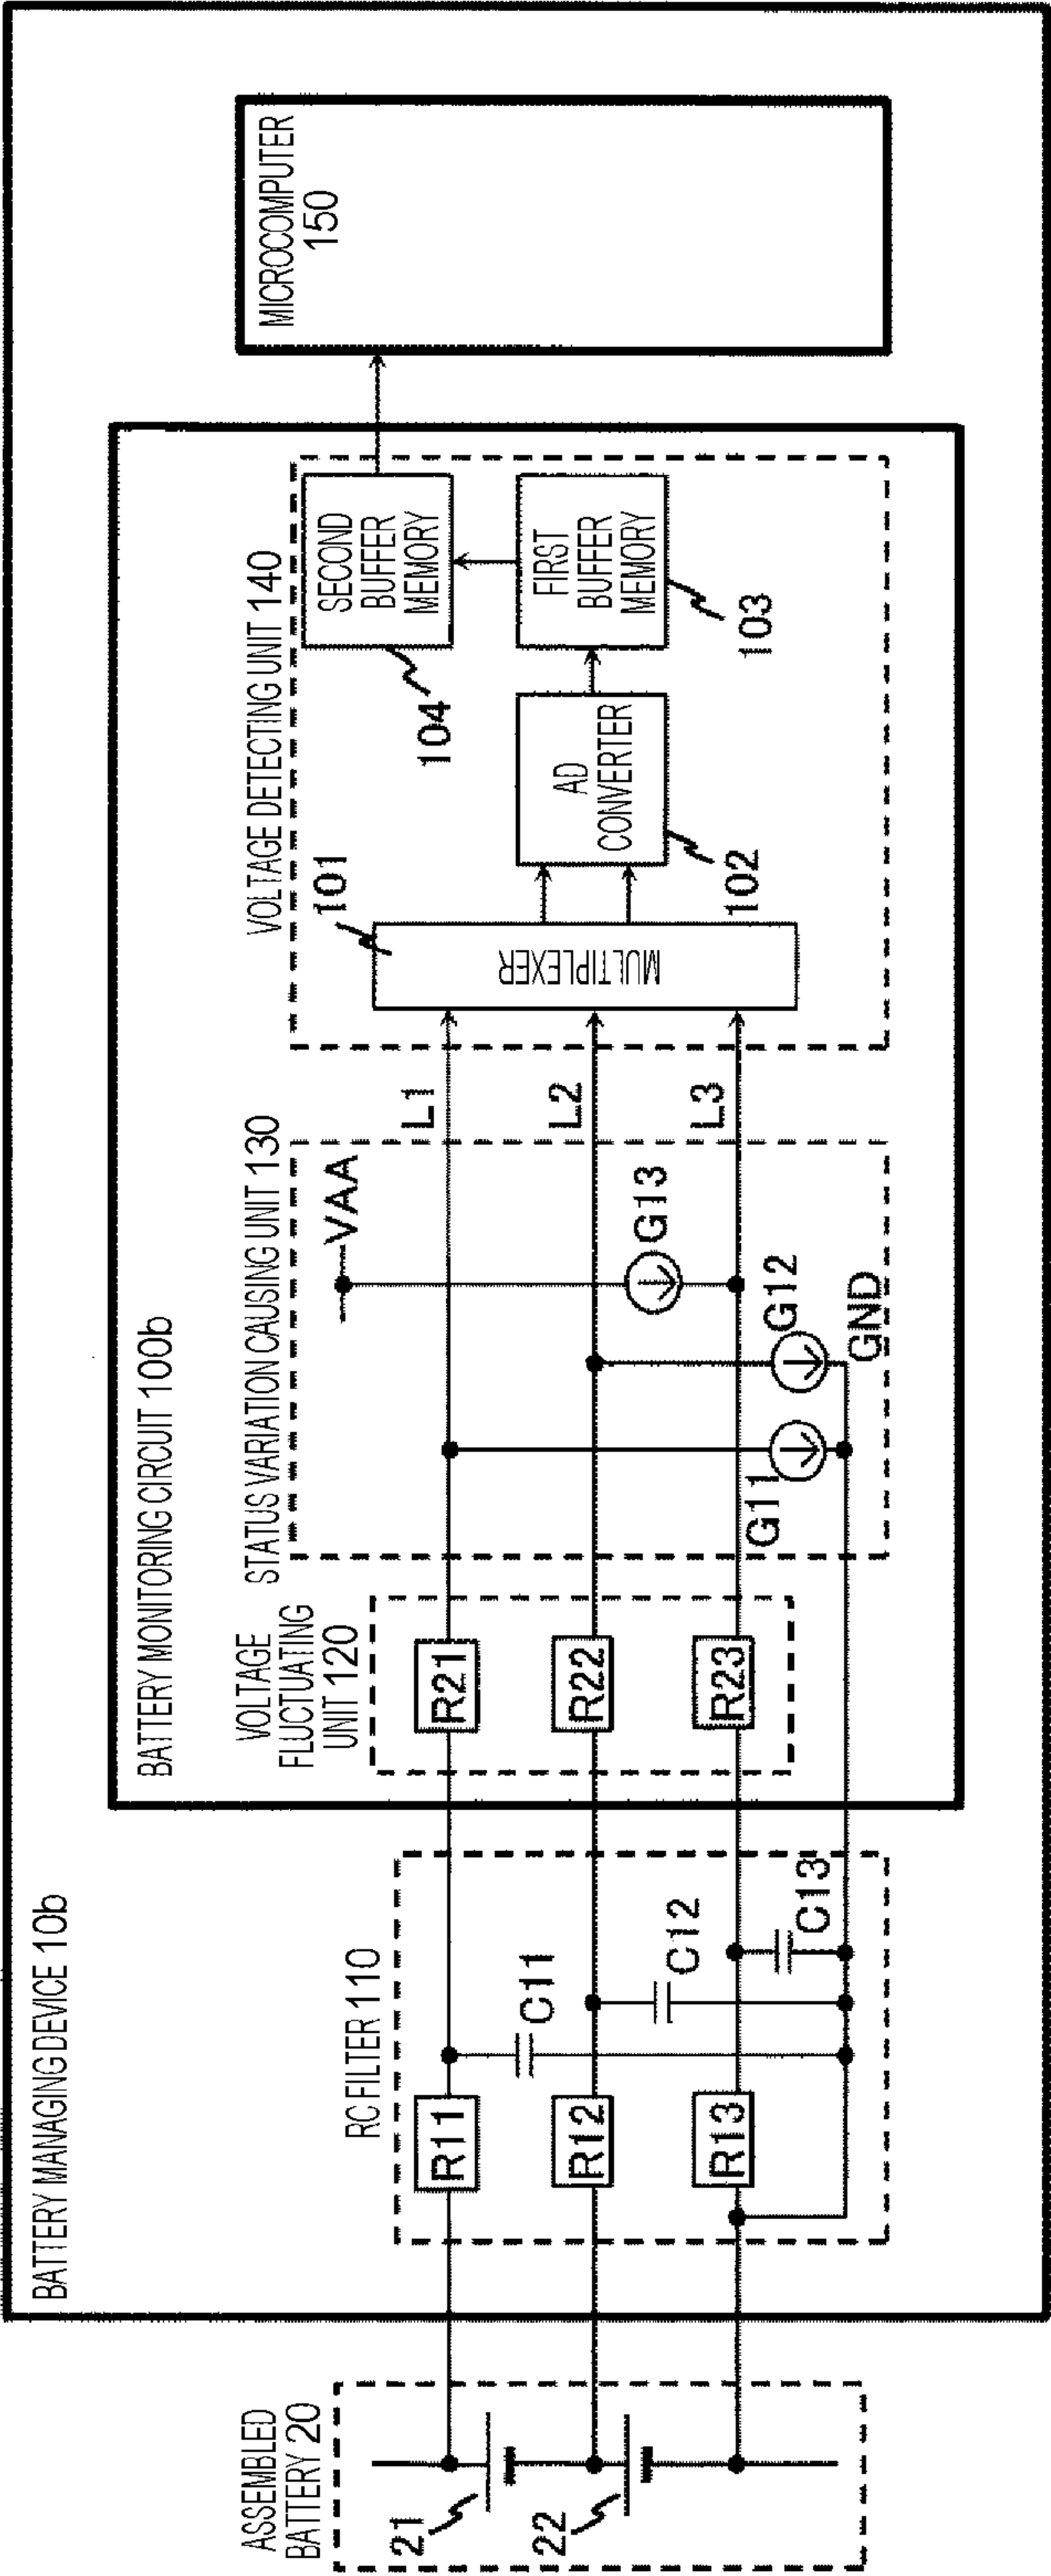 BATTERY MANAGING DEVICE 10b
ASSEMBLED
BATTERY 20
21
22
RC FILTER 110
R11
R12
R13
C11
C12
C13
BATTERY MONITORING CIRCUIT 100b
VOLTAGE
FLUCTUATING
UNIT 120
R21
R22
R23
STATUS VARIATION CAUSING UNIT 130
VAA
G11
G12
G13
GND
L1
L2
L3
VOLTAGE DETECTING UNIT 140
101
MULTIPLEXER
AD
CONVERTER
102
FIRST
BUFFER
MEMORY
103
SECOND
BUFFER
MEMORY
104
MICROCOMPUTER
150